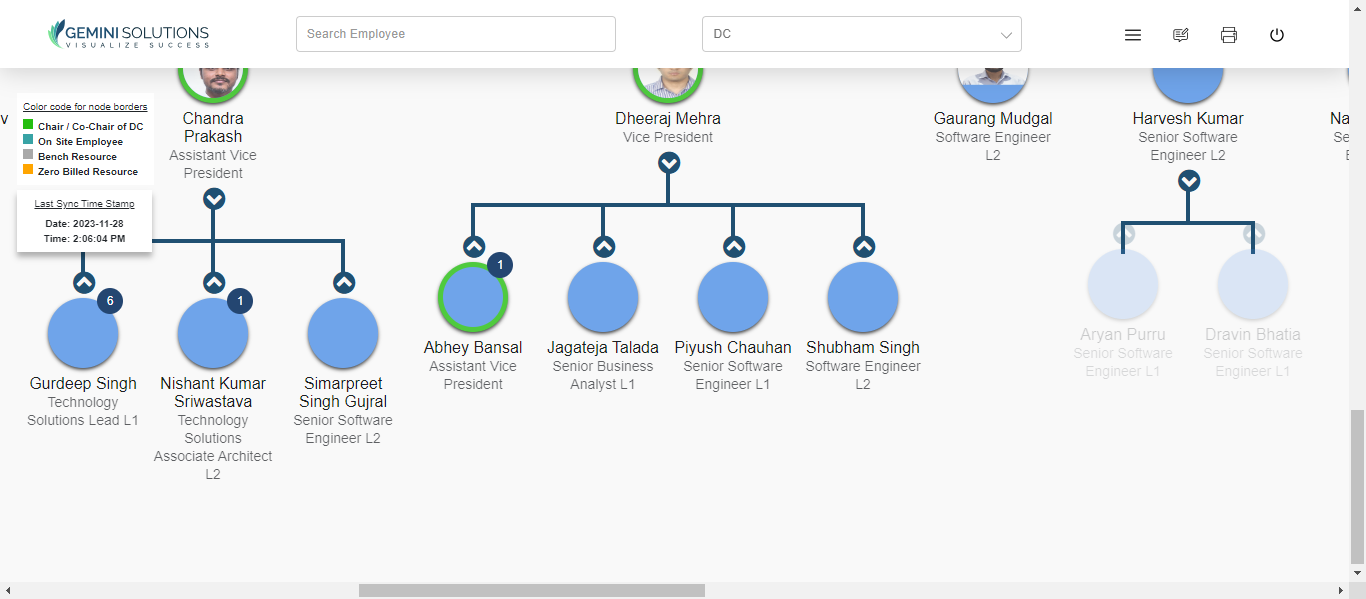 GEMINI SOLUTIONS
VISUALIZE SUCCESS
Search Employee
DC
Color code for node borders
Chair / Co-Chair of DC
On Site Employee
Bench Resource
Zero Billed Resource
Last Sync Time Stamp
Date: 2023-11-28
Time: 2:06:04 PM
v
Chandra
Prakash
Assistant Vice
President
Dheeraj Mehra
Vice President
Gaurang Mudgal
Software Engineer
L2
Harvesh Kumar
Senior Software
Engineer L2
Na
Se
E
6
Gurdeep Singh
Technology
Solutions Lead L1
1
Nishant Kumar
Sriwastava
Technology
Solutions
Associate Architect
L2
Simarpreet
Singh Gujral
Senior Software
Engineer L2
1
Abhey Bansal
Assistant Vice
President
Jagateja Talada
Senior Business
Analyst L1
Piyush Chauhan
Senior Software
Engineer L1
Shubham Singh
Software Engineer
L2
Aryan Purru
Senior Software
Engineer L1
Dravin Bhatia
Senior Software
Engineer L1